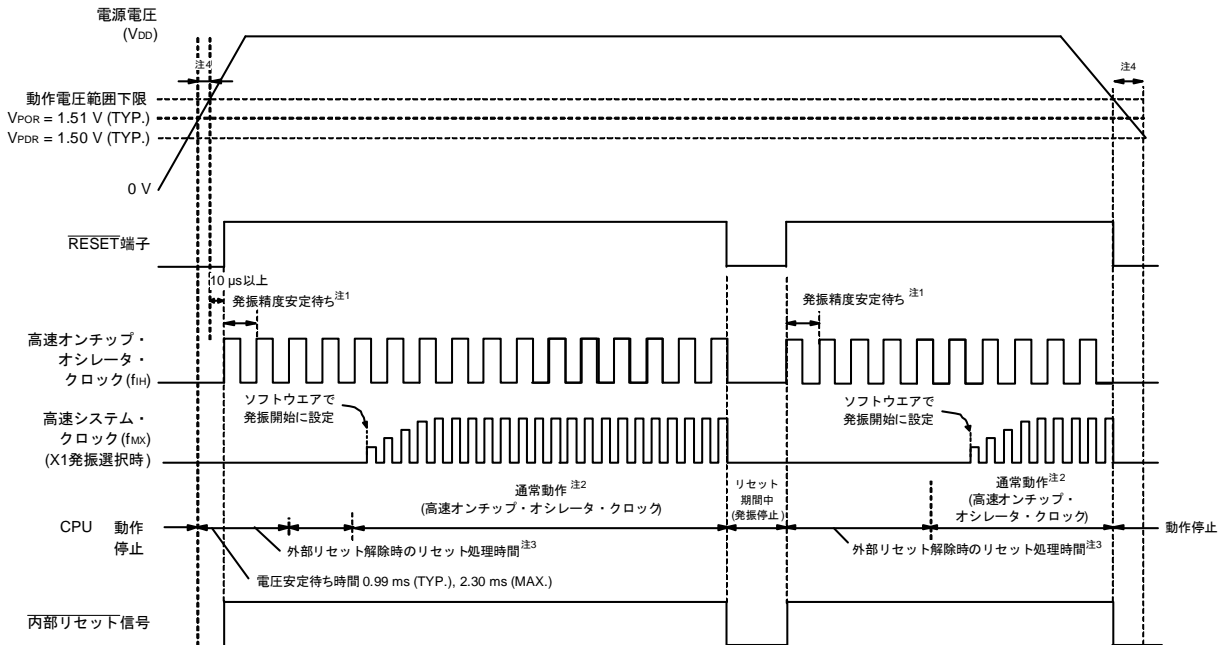 電源電圧
(VDD)
注4
注4
動作電圧範囲下限
VPOR = 1.51 V (TYP.)
VPDR = 1.50 V (TYP.)
0 V
RESET端子
10 μs以上
発振精度安定待ち注1
発振精度安定待ち注1
高速オンチップ・
オシレータ・
クロック(fIH)
ソフトウエアで
発振開始に設定
ソフトウエアで
発振開始に設定
高速システム・
クロック(fMX)
(X1発振選択時)
通常動作注2
(高速オンチップ・オシレータ・クロック)
リセット
期間中
(発振停止)
通常動作注2
(高速オンチップ・
オシレータ・クロック)
CPU 動作
停止
動作停止
外部リセット解除時のリセット処理時間注3
外部リセット解除時のリセット処理時間注3
電圧安定待ち時間 0.99 ms (TYP.), 2.30 ms (MAX.)
内部リセット信号